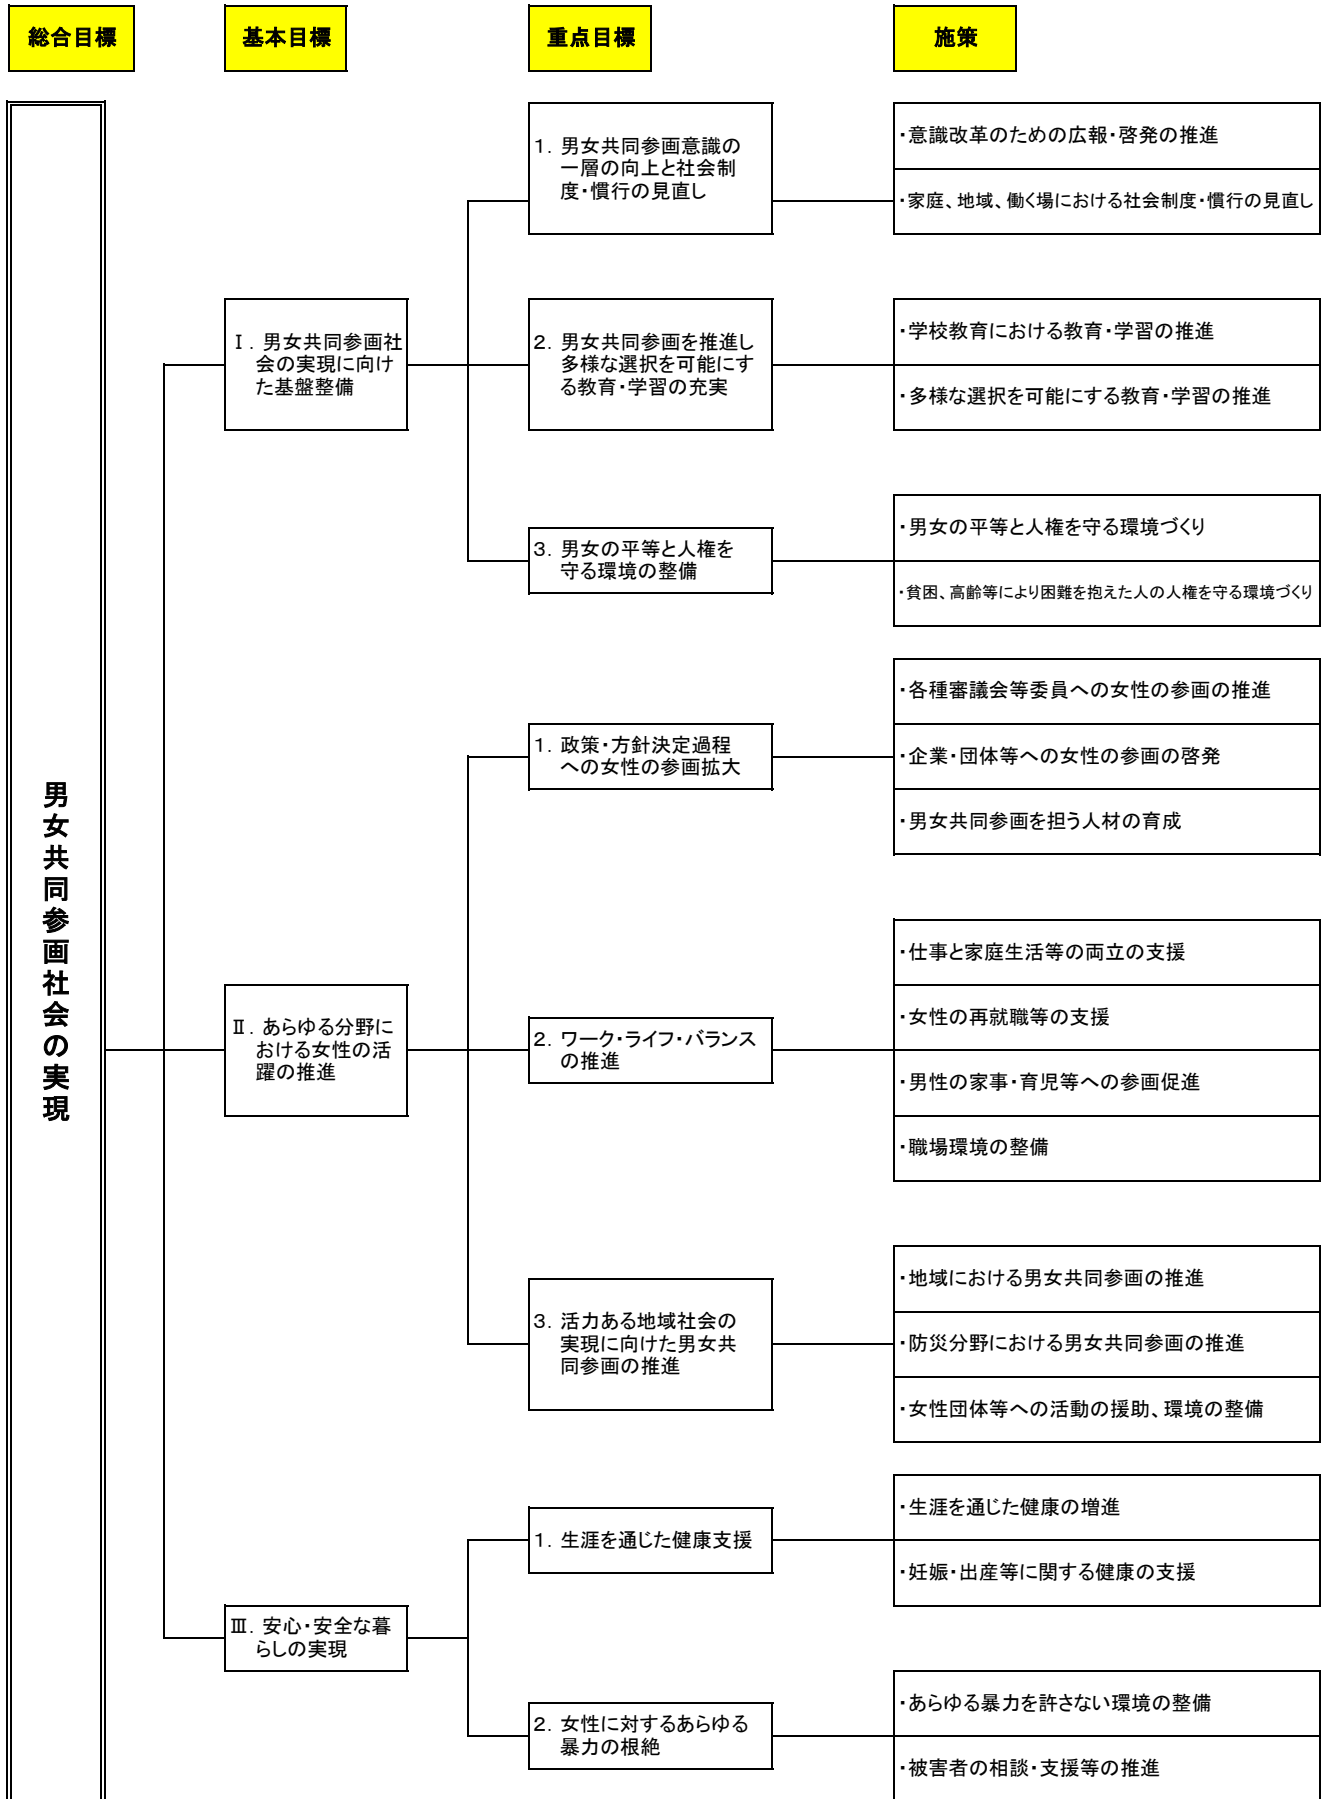 総合目標
基本目標
重点目標
施策
男女共同参画社会の実現
Ⅰ．男女共同参画社
会の実現に向け
た基盤整備
1．男女共同参画意識の
一層の向上と社会制
度・慣行の見直し
・意識改革のための広報・啓発の推進
・家庭、地域、働く場における社会制度・慣行の見直し
2．男女共同参画を推進し
多様な選択を可能にす
る教育・学習の充実
・学校教育における教育・学習の推進
・多様な選択を可能にする教育・学習の推進
3．男女の平等と人権を
守る環境の整備
・男女の平等と人権を守る環境づくり
・貧困、高齢等により困難を抱えた人の人権を守る環境づくり
Ⅱ．あらゆる分野に
おける女性の活
躍の推進
1．政策・方針決定過程
への女性の参画拡大
・各種審議会等委員への女性の参画の推進
・企業・団体等への女性の参画の啓発
・男女共同参画を担う人材の育成
2．ワーク・ライフ・バランス
の推進
・仕事と家庭生活等の両立の支援
・女性の再就職等の支援
・男性の家事・育児等への参画促進
・職場環境の整備
3．活力ある地域社会の
実現に向けた男女共
同参画の推進
・地域における男女共同参画の推進
・防災分野における男女共同参画の推進
・女性団体等への活動の援助、環境の整備
Ⅲ．安心・安全な暮
らしの実現
1．生涯を通じた健康支援
・生涯を通じた健康の増進
・妊娠・出産等に関する健康の支援
2．女性に対するあらゆる
暴力の根絶
・あらゆる暴力を許さない環境の整備
・被害者の相談・支援等の推進